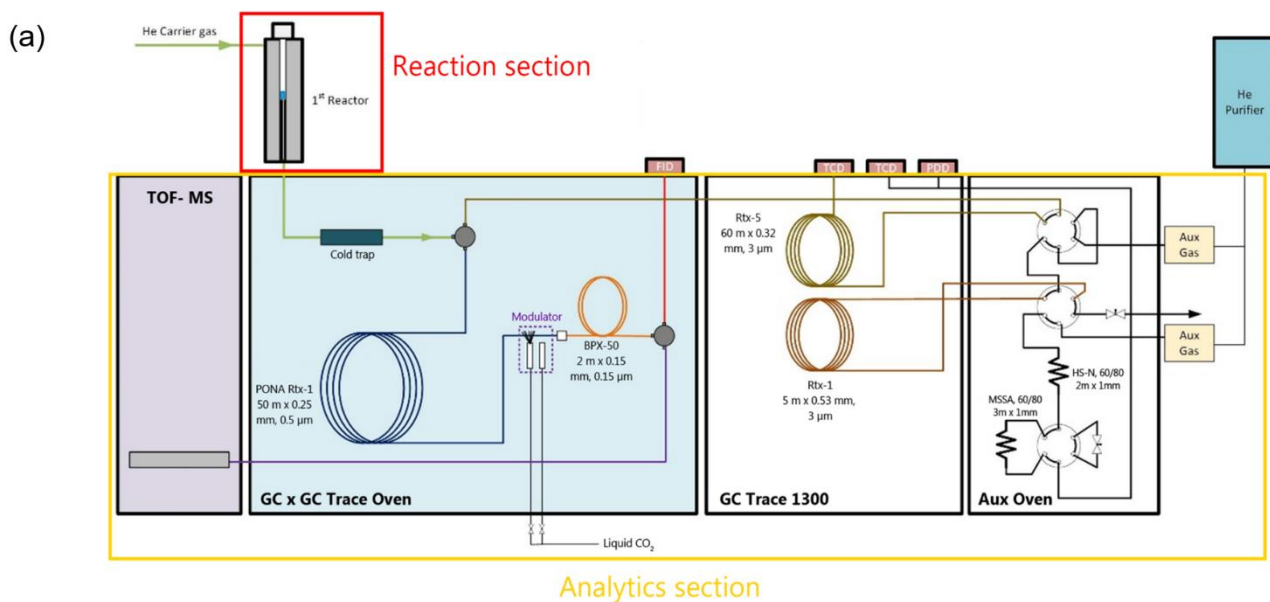 (a)
He Carrier gas
Reaction section
1st Reactor
He
Purifier
FID
TCD
TCD
PDD
TOF- MS
Cold trap
Rtx-5
60 m x 0.32
mm, 3 µm
Aux
Gas
Modulator
BPX-50
2 m x 0.15
mm, 0.15 µm
PONA Rtx-1
50 m x 0.25
mm, 0.5 µm
Rtx-1
5 m x 0.53 mm,
3 µm
Aux
Gas
HS-N, 60/80
2m x 1mm
MSSA, 60/80
3m x 1mm
GC x GC Trace Oven
GC Trace 1300
Aux Oven
Liquid CO2
Analytics section